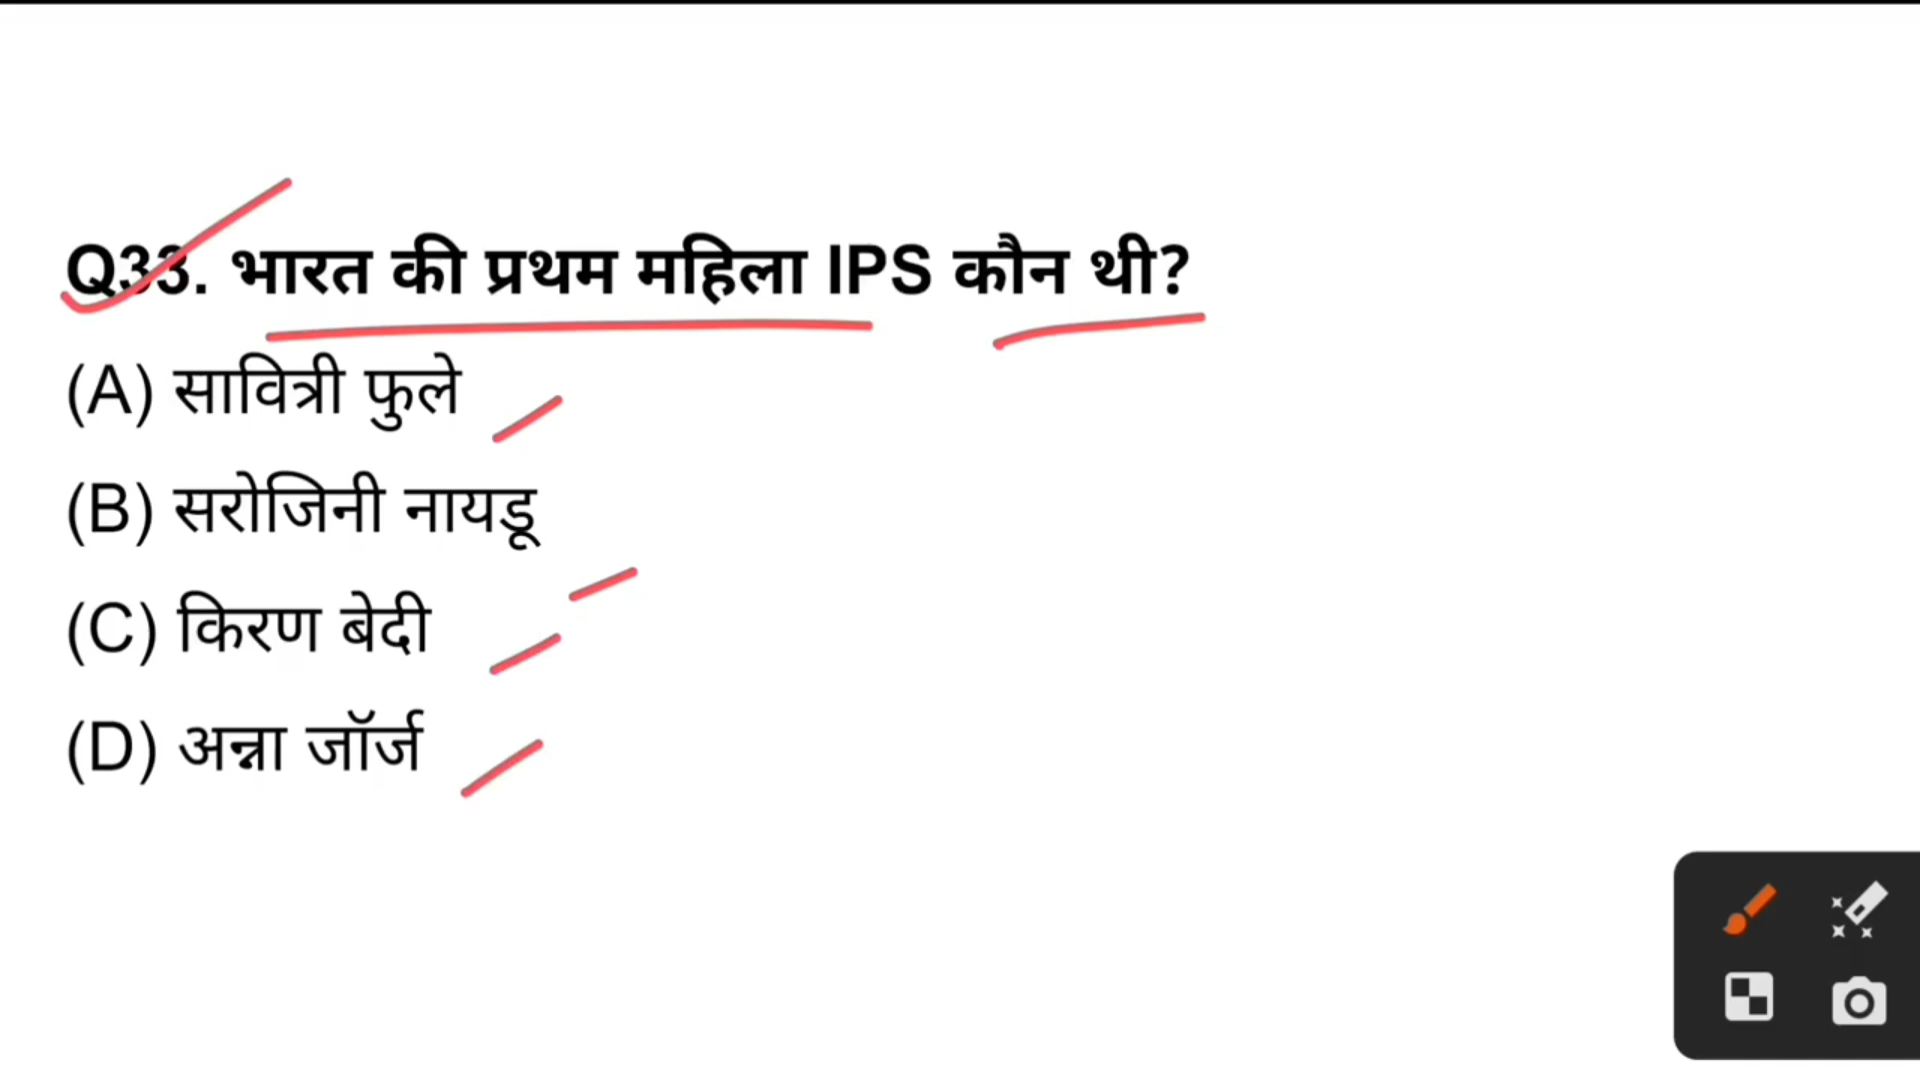 Q33. भारत की प्रथम महिला IPS कौन थी?
(A) सावित्री फुले
(B) सरोजिनी नायडू
(C) किरण बेदी
(D) अन्ना जॉर्ज